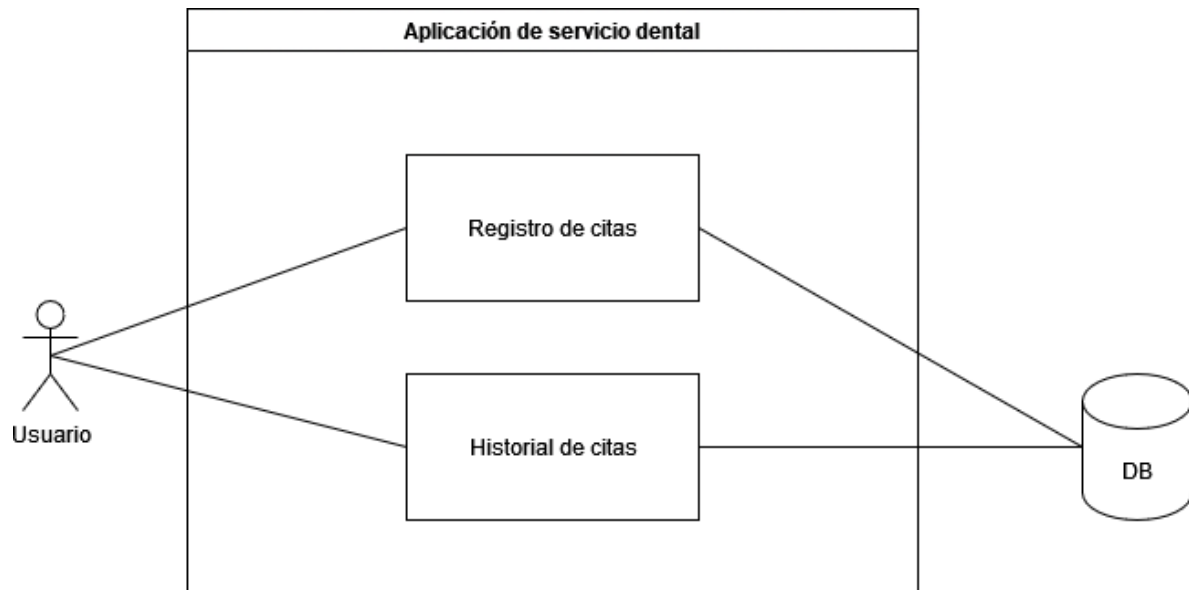 Aplicación de servicio dental
Registro de citas
Usuario
Historial de citas
DB